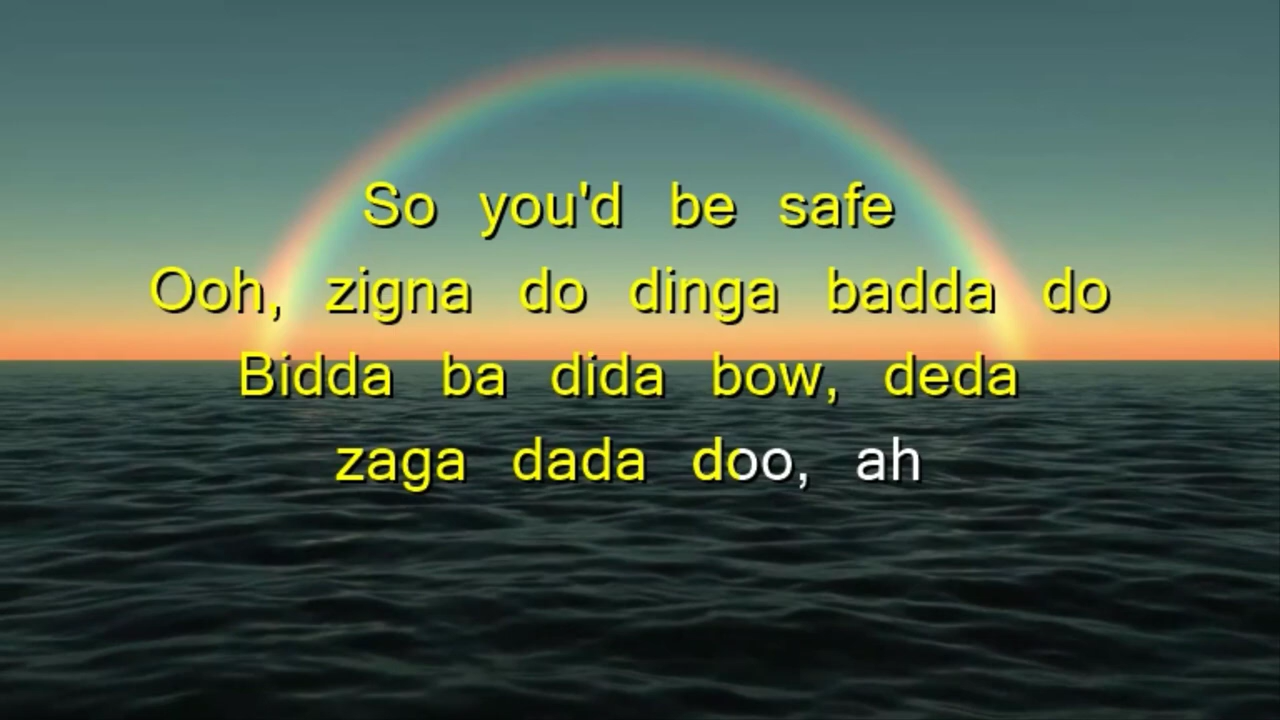 So you'd be safe
Ooh, zigna do dinga badda do
Bidda ba dida bow, deda
zaga dada doo, ah